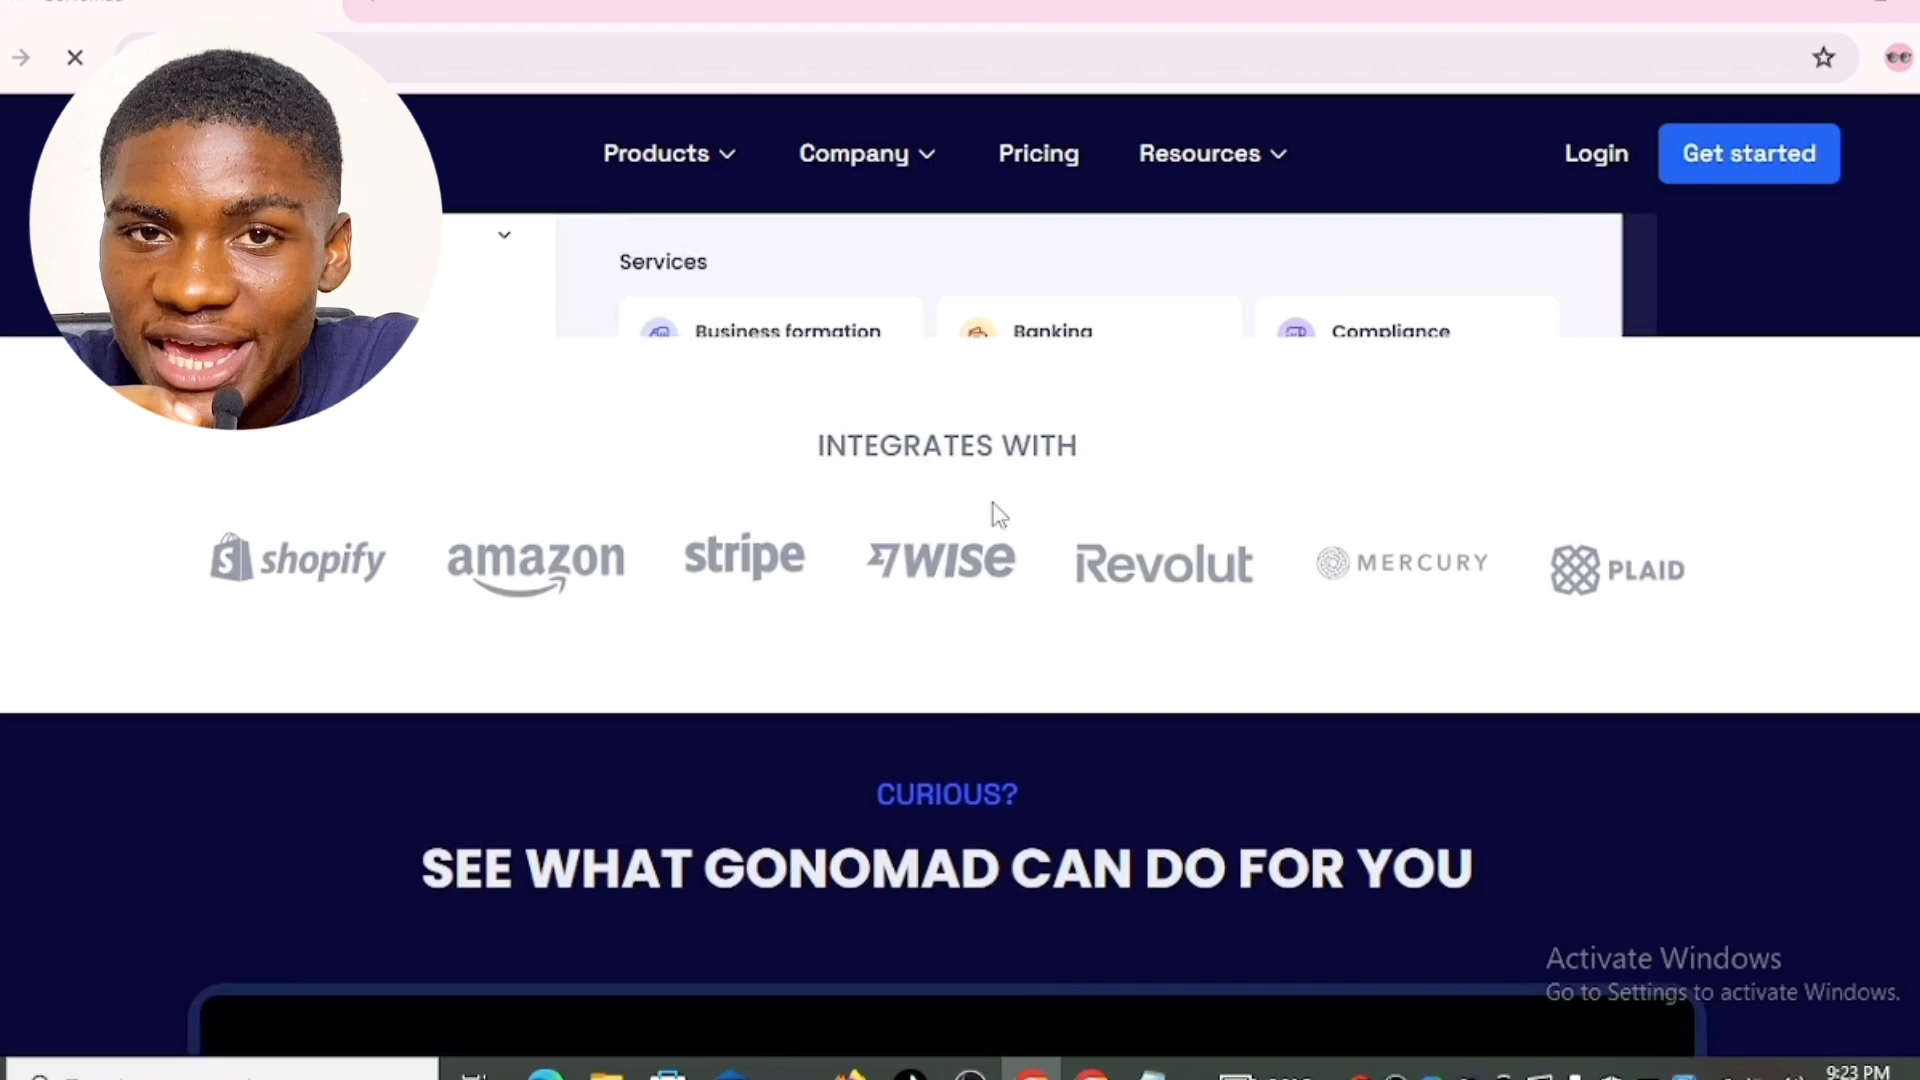 Products
Company
Pricing
Resources
Login
Get started
Services
Business formation
Banking
Compliance
INTEGRATES WITH
shopify
amazon
stripe
WISE
Revolut
MERCURY
PLAID
CURIOUS?
SEE WHAT GONOMAD CAN DO FOR YOU
Activate Windows
Go to Settings to activate Windows.
9:23 PM